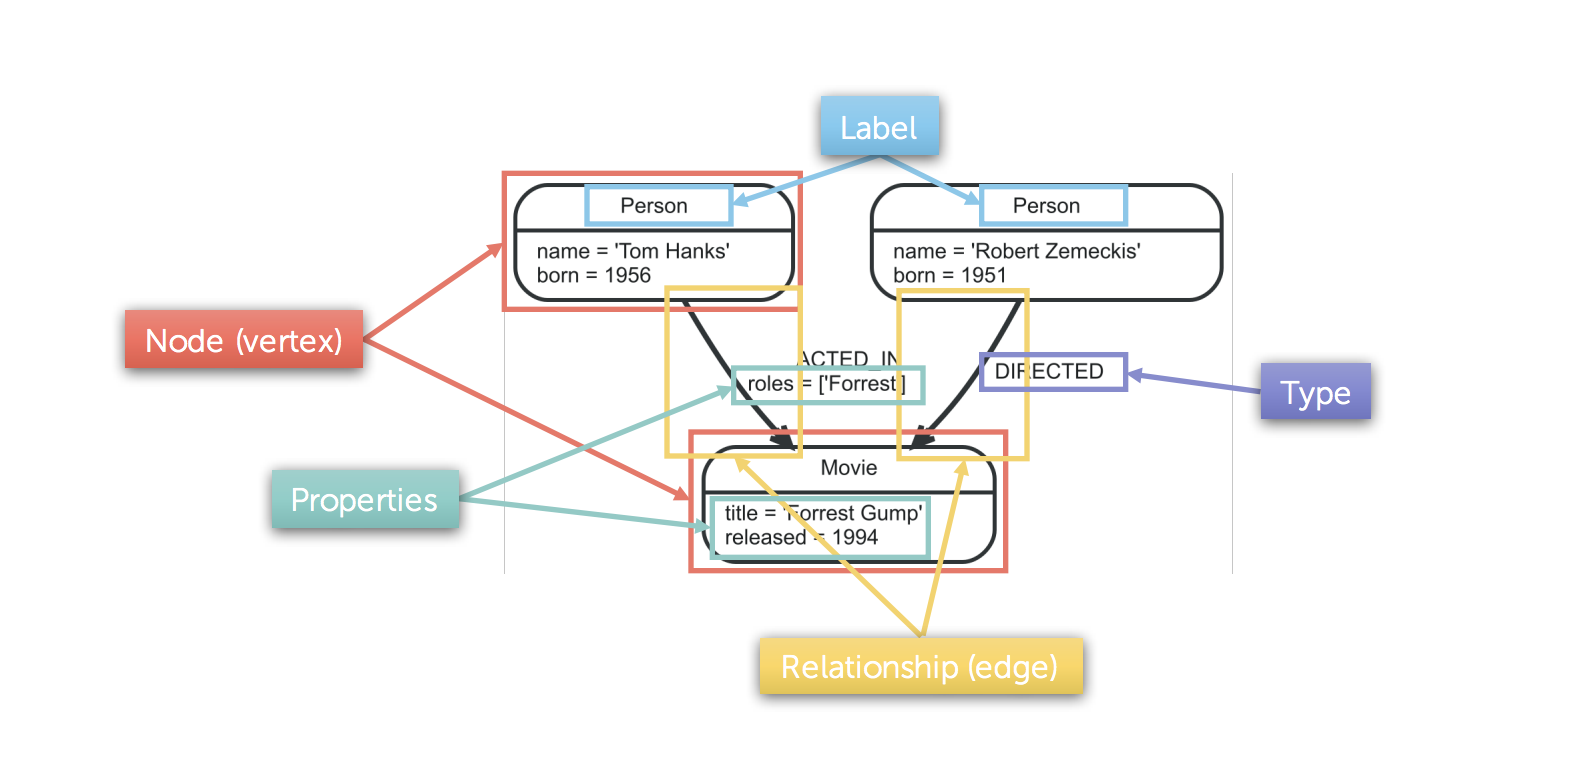 Label
Person
Person
name = 'Tom Hanks'
born = 1956
name = 'Robert Zemeckis'
born = 1951
Node (vertex)
ACTED_IN
roles = ['Forrest']
DIRECTED
Type
Properties
Movie
title = 'Forrest Gump'
released = 1994
Relationship (edge)